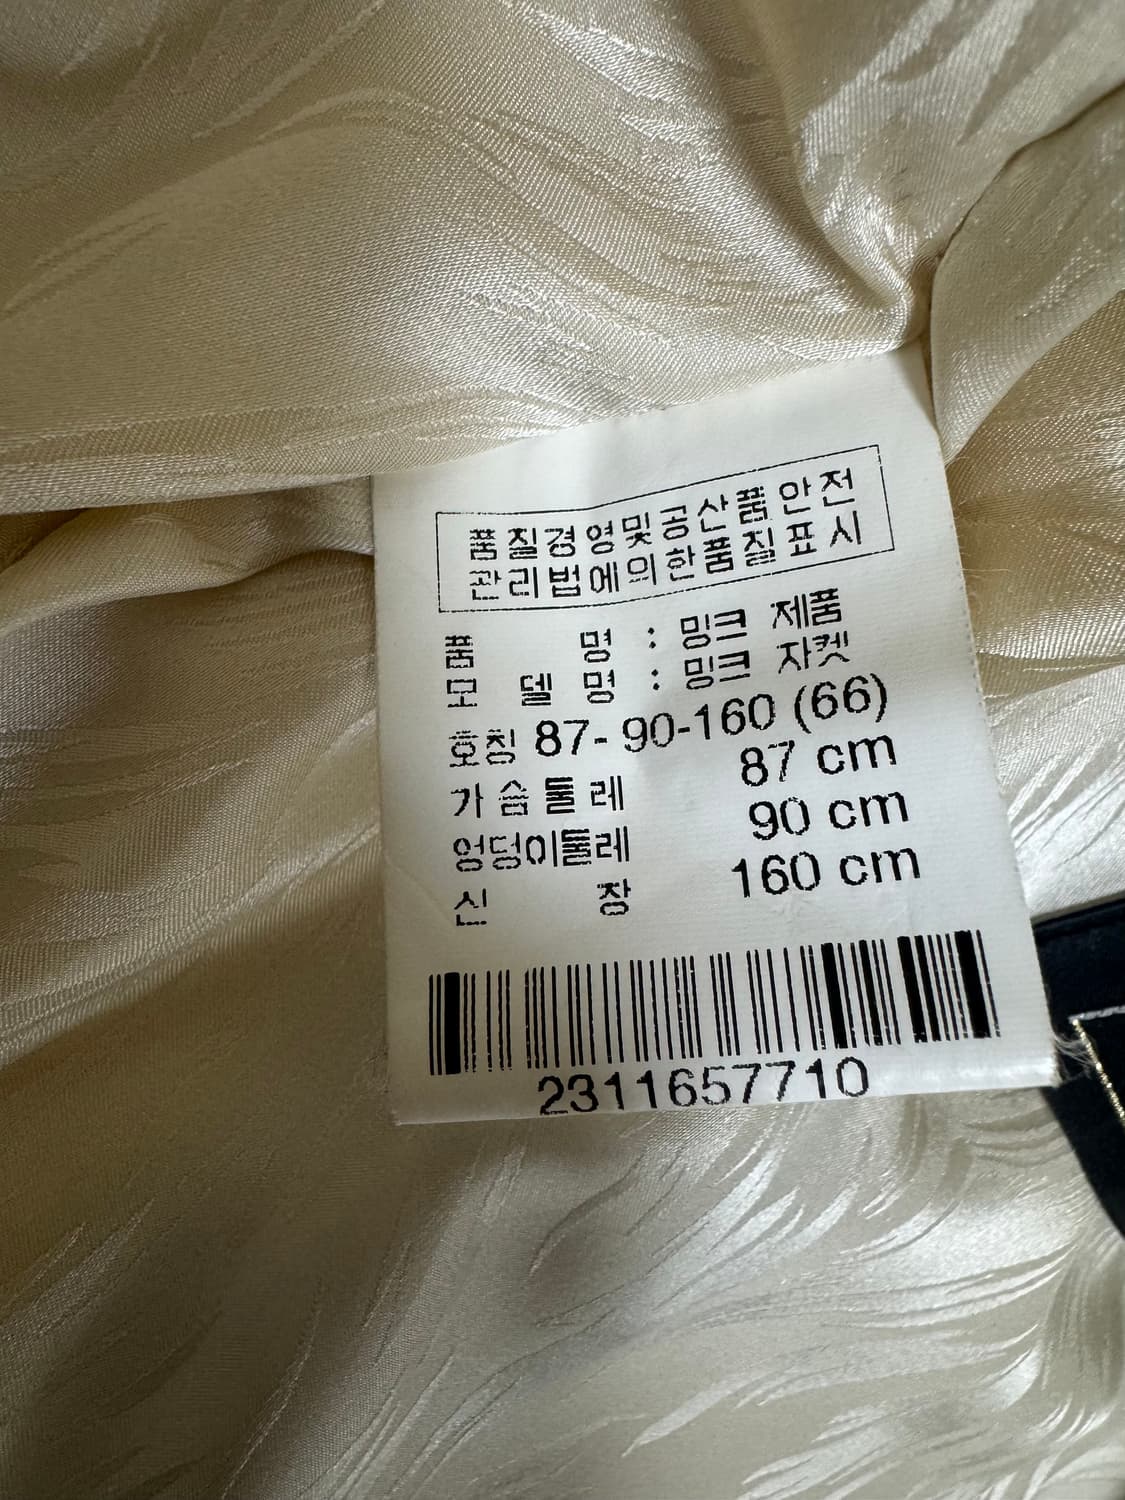 품질경영및공산품안전
관리법에의한품질표시
품 명 : 밍크 제품
모 델 명 : 밍크 자켓
호칭 87-90-160 (66)
가슴둘레 87 cm
엉덩이둘레 90 cm
신 장 160 cm
2311657710